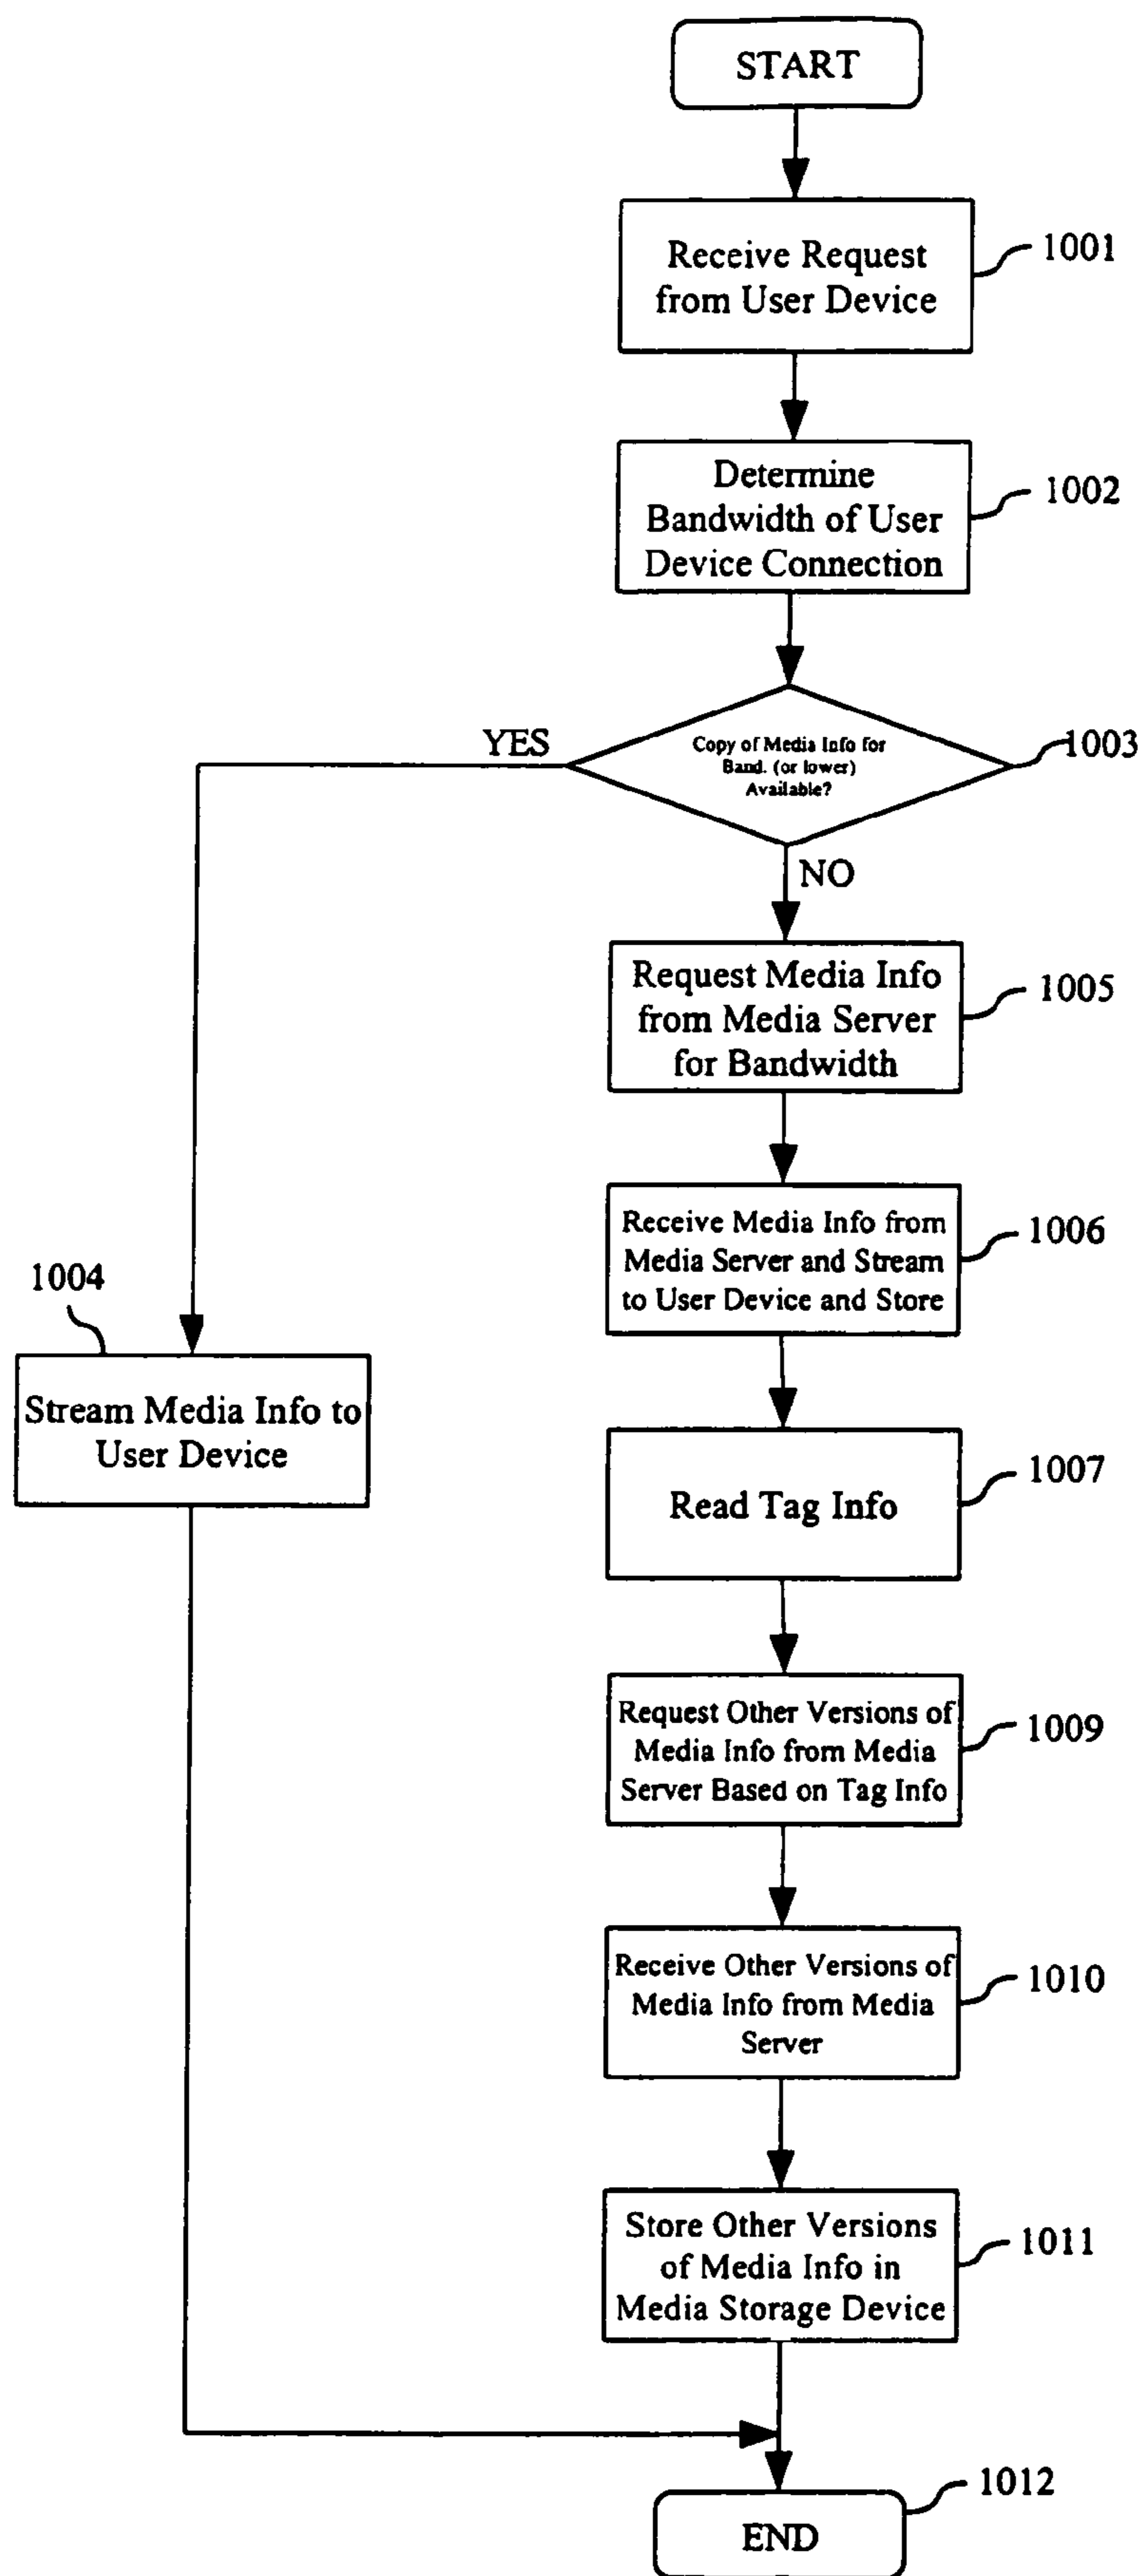 START
Receive Request
from User Device
1001
Determine
Bandwidth of User
Device Connection
1002
YES
Copy of Media Info for
Band. (or lower)
Available?
1003
NO
Request Media Info
from Media Server
for Bandwidth
1005
Receive Media Info from
Media Server and Stream
to User Device and Store
1006
1004
Stream Media Info to
User Device
Read Tag Info
1007
Request Other Versions of
Media Info from Media
Server Based on Tag Info
1009
Receive Other Versions of
Media Info from Media
Server
1010
Store Other Versions
of Media Info in
Media Storage Device
1011
END
1012